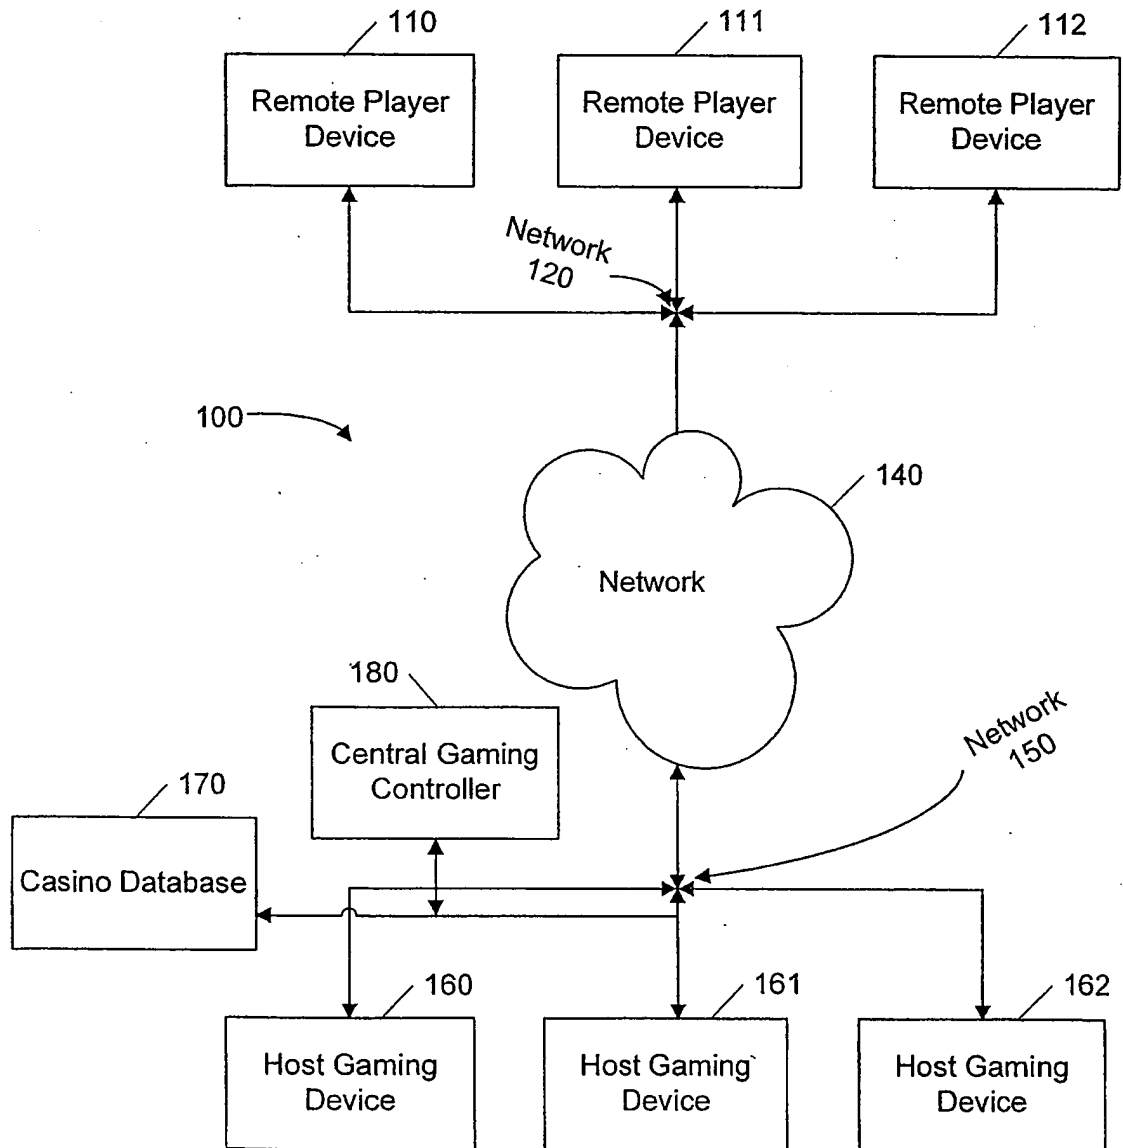 110
111
112
Remote Player
Device
Remote Player
Device
Remote Player
Device
Network
120
100
140
Network
180
Central Gaming
Controller
Network
150
170
Casino Database
160
161
162
Host Gaming
Device
Host Gaming
Device
Host Gaming
Device